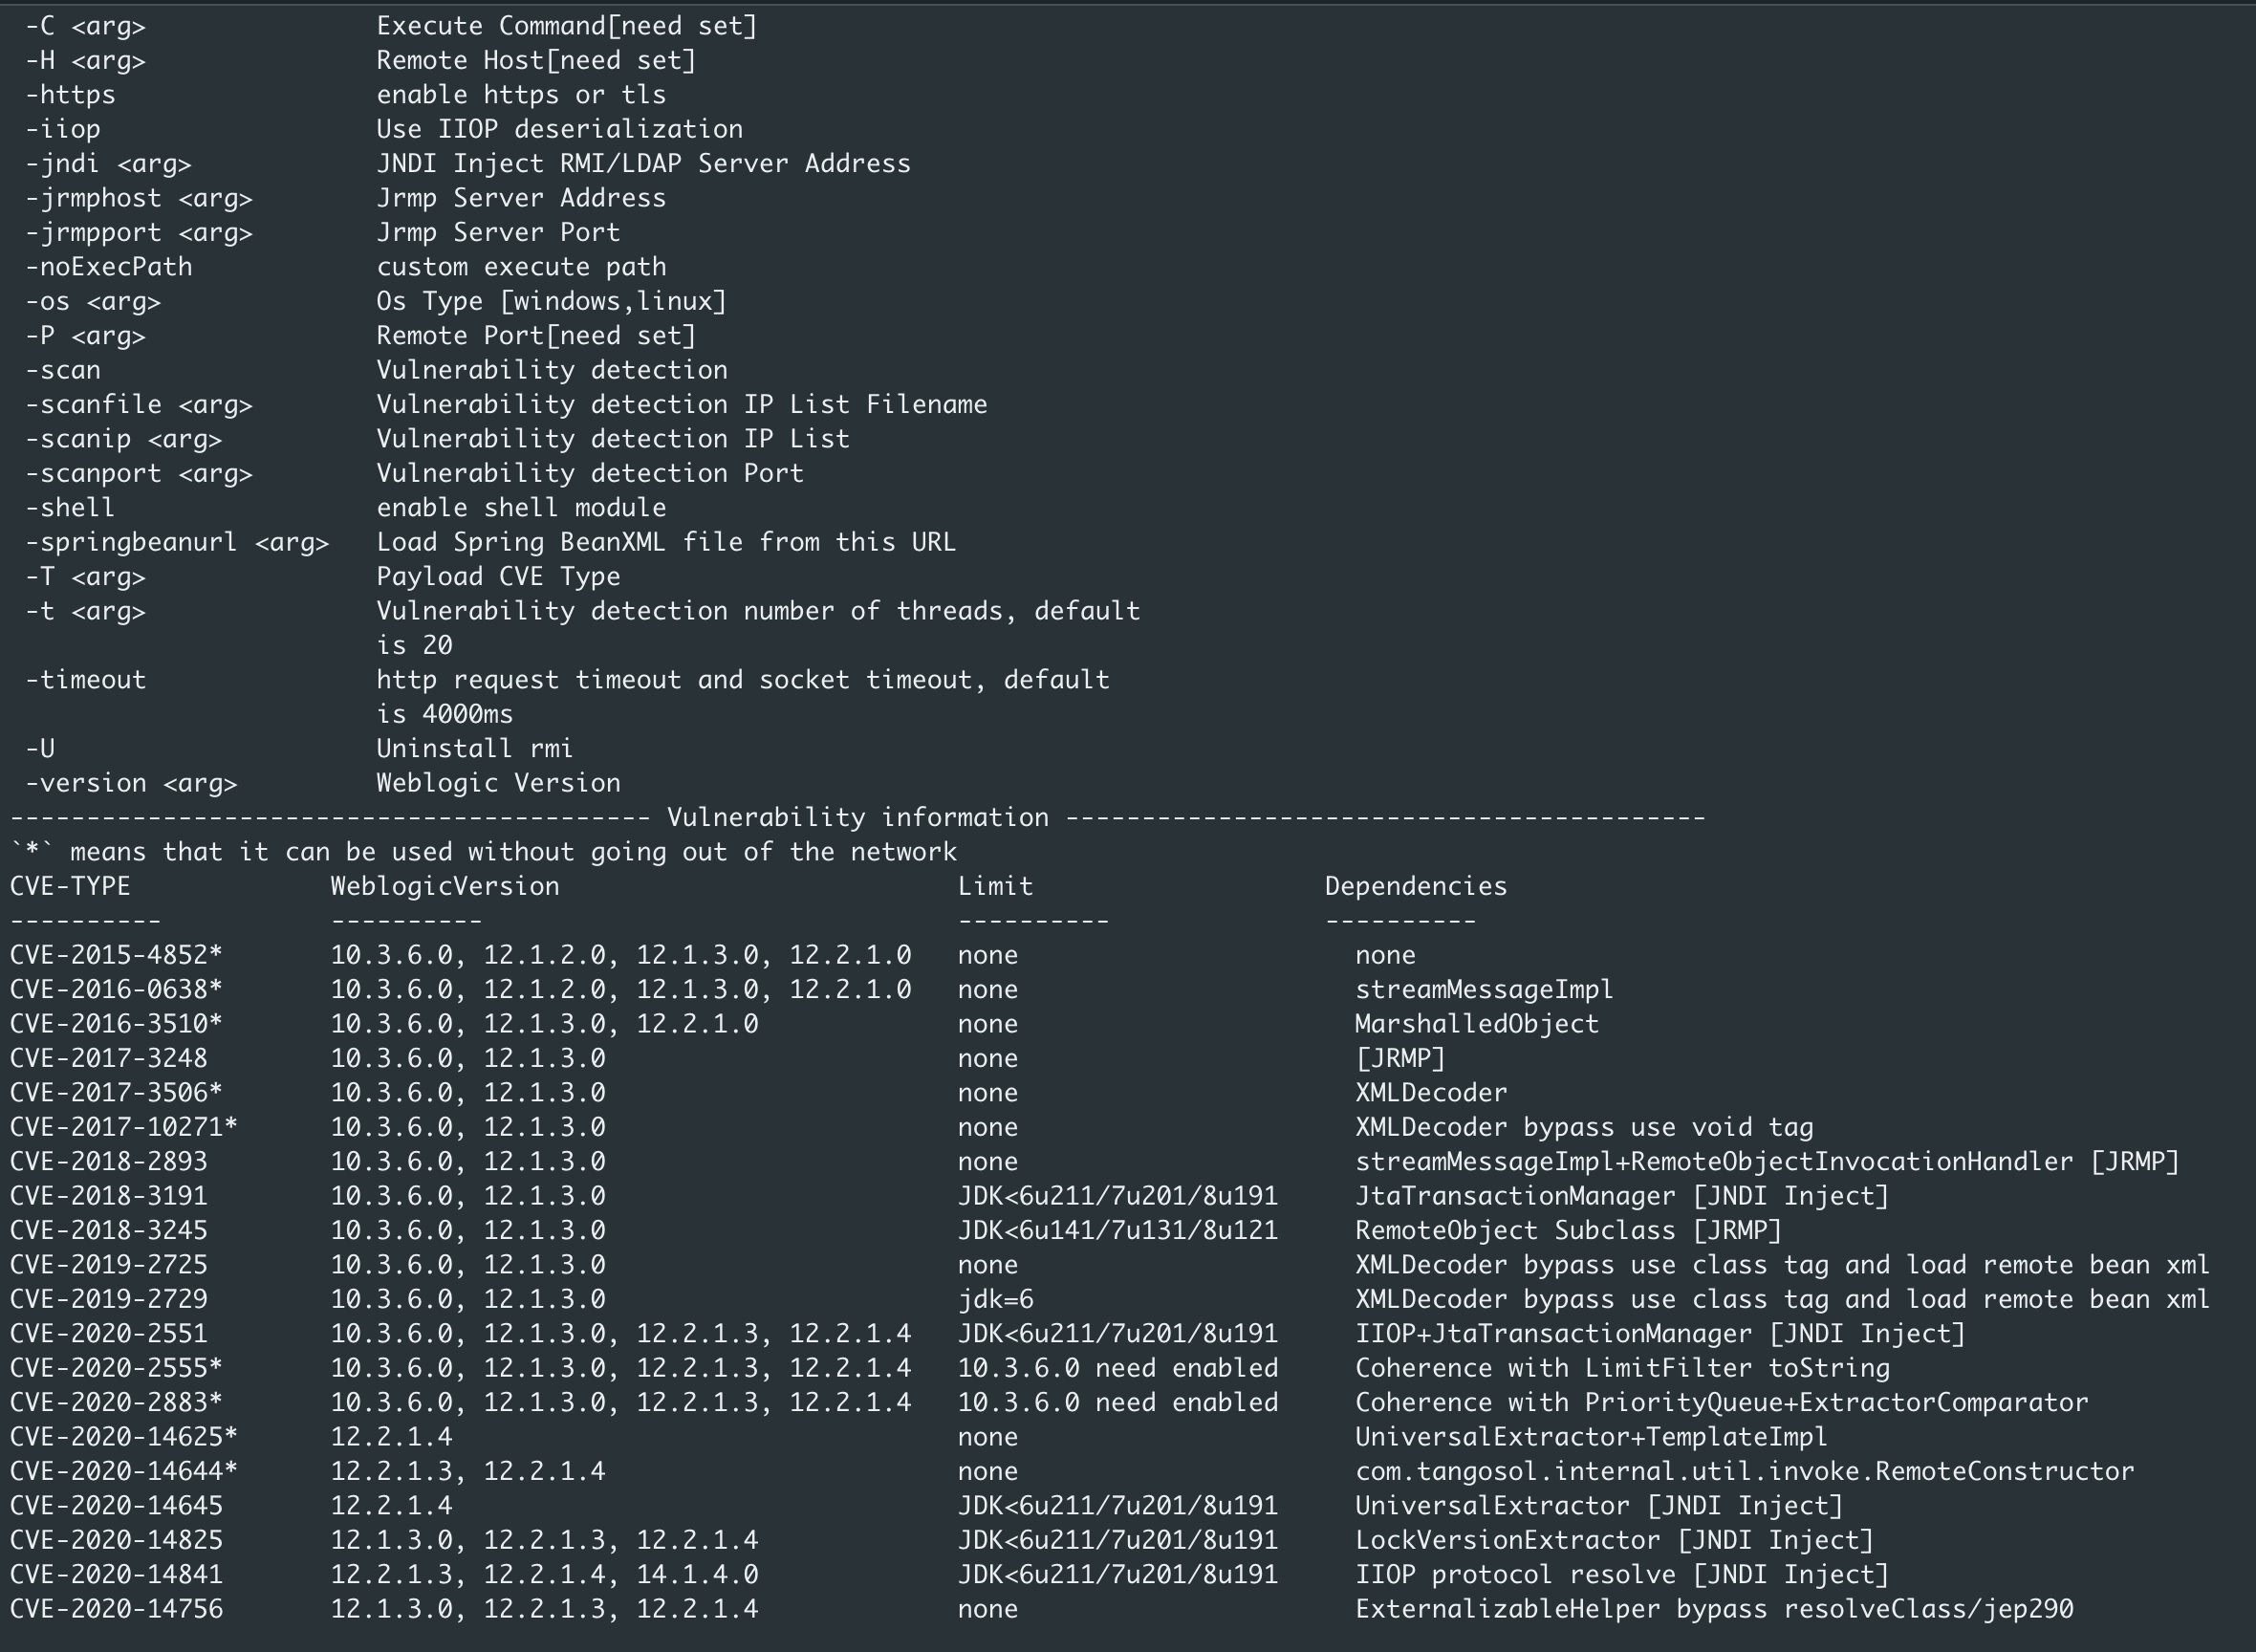 -C <arg>               Execute Command[need set]
-H <arg>               Remote Host[need set]
-https                 enable https or tls
-iiop                  Use IIOP deserialization
-jndi <arg>            JNDI Inject RMI/LDAP Server Address
-jrmphost <arg>        Jrmp Server Address
-jrmpport <arg>        Jrmp Server Port
-noExecPath            custom execute path
-os <arg>              Os Type [windows,linux]
-P <arg>               Remote Port[need set]
-scan                  Vulnerability detection
-scanfile <arg>        Vulnerability detection IP List Filename
-scanip <arg>          Vulnerability detection IP List
-scanport <arg>        Vulnerability detection Port
-shell                 enable shell module
-springbeanurl <arg>   Load Spring BeanXML file from this URL
-T <arg>               Payload CVE Type
-t <arg>               Vulnerability detection number of threads, default
                       is 20
-timeout               http request timeout and socket timeout, default
                       is 4000ms
-U                     Uninstall rmi
-version <arg>         Weblogic Version
------------------------------------------ Vulnerability information ------------------------------------------
`*` means that it can be used without going out of the network
CVE-TYPE             WeblogicVersion                          Limit                   Dependencies
----------           ----------                               ----------              ----------
CVE-2015-4852*       10.3.6.0, 12.1.2.0, 12.1.3.0, 12.2.1.0   none                      none
CVE-2016-0638*       10.3.6.0, 12.1.2.0, 12.1.3.0, 12.2.1.0   none                      streamMessageImpl
CVE-2016-3510*       10.3.6.0, 12.1.3.0, 12.2.1.0             none                      MarshalledObject
CVE-2017-3248        10.3.6.0, 12.1.3.0                       none                      [JRMP]
CVE-2017-3506*       10.3.6.0, 12.1.3.0                       none                      XMLDecoder
CVE-2017-10271*      10.3.6.0, 12.1.3.0                       none                      XMLDecoder bypass use void tag
CVE-2018-2893        10.3.6.0, 12.1.3.0                       none                      streamMessageImpl+RemoteObjectInvocationHandler [JRMP]
CVE-2018-3191        10.3.6.0, 12.1.3.0                       JDK<6u211/7u201/8u191     JtaTransactionManager [JNDI Inject]
CVE-2018-3245        10.3.6.0, 12.1.3.0                       JDK<6u141/7u131/8u121     RemoteObject Subclass [JRMP]
CVE-2019-2725        10.3.6.0, 12.1.3.0                       none                      XMLDecoder bypass use class tag and load remote bean xml
CVE-2019-2729        10.3.6.0, 12.1.3.0                       jdk=6                     XMLDecoder bypass use class tag and load remote bean xml
CVE-2020-2551        10.3.6.0, 12.1.3.0, 12.2.1.3, 12.2.1.4   JDK<6u211/7u201/8u191     IIOP+JtaTransactionManager [JNDI Inject]
CVE-2020-2555*       10.3.6.0, 12.1.3.0, 12.2.1.3, 12.2.1.4   10.3.6.0 need enabled     Coherence with LimitFilter toString
CVE-2020-2883*       10.3.6.0, 12.1.3.0, 12.2.1.3, 12.2.1.4   10.3.6.0 need enabled     Coherence with PriorityQueue+ExtractorComparator
CVE-2020-14625*      12.2.1.4                                 none                      UniversalExtractor+TemplateImpl
CVE-2020-14644*      12.2.1.3, 12.2.1.4                       none                      com.tangosol.internal.util.invoke.RemoteConstructor
CVE-2020-14645       12.2.1.4                                 JDK<6u211/7u201/8u191     UniversalExtractor [JNDI Inject]
CVE-2020-14825       12.1.3.0, 12.2.1.3, 12.2.1.4             JDK<6u211/7u201/8u191     LockVersionExtractor [JNDI Inject]
CVE-2020-14841       12.2.1.3, 12.2.1.4, 14.1.4.0             JDK<6u211/7u201/8u191     IIOP protocol resolve [JNDI Inject]
CVE-2020-14756       12.1.3.0, 12.2.1.3, 12.2.1.4             none                      ExternalizableHelper bypass resolveClass/jep290